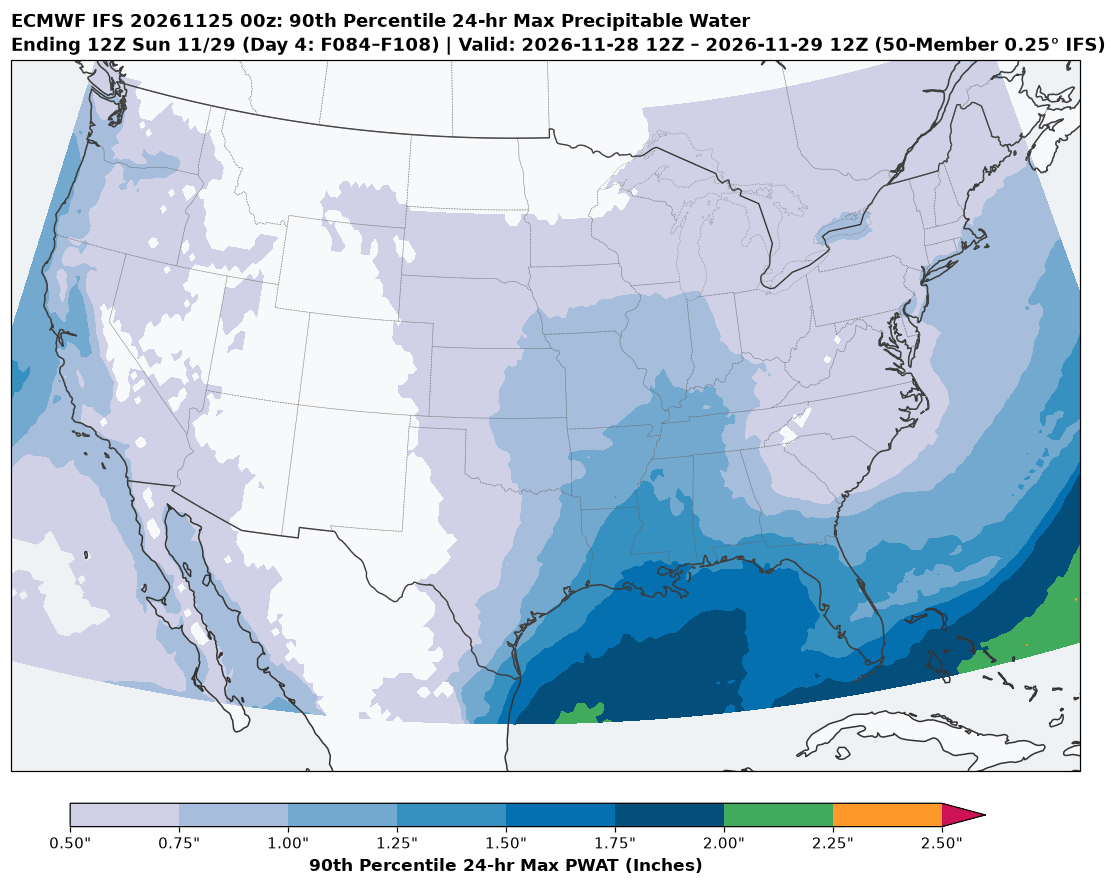 ECMWF IFS 20261125 00z: 90th Percentile 24-hr Max Precipitable Water
Ending 12Z Sun 11/29 (Day 4: F084–F108) | Valid: 2026-11-28 12Z – 2026-11-29 12Z (50-Member 0.25° IFS)
0.50" 0.75" 1.00" 1.25" 1.50" 1.75" 2.00" 2.25" 2.50"
90th Percentile 24-hr Max PWAT (Inches)